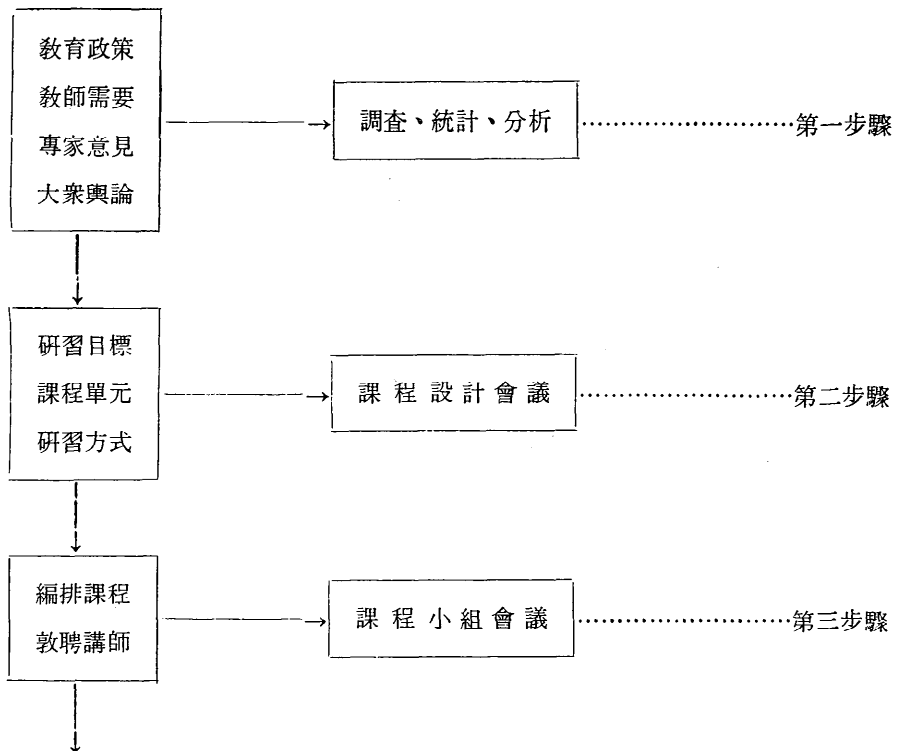 教育政策
教師需要
專家意見
大衆輿論
調查、統計、分析
第一步驟
硏習目標
課程單元
硏習方式
課程設計會議
第二步驟
編排課程
敦聘講師
課程小組會議
第三步驟